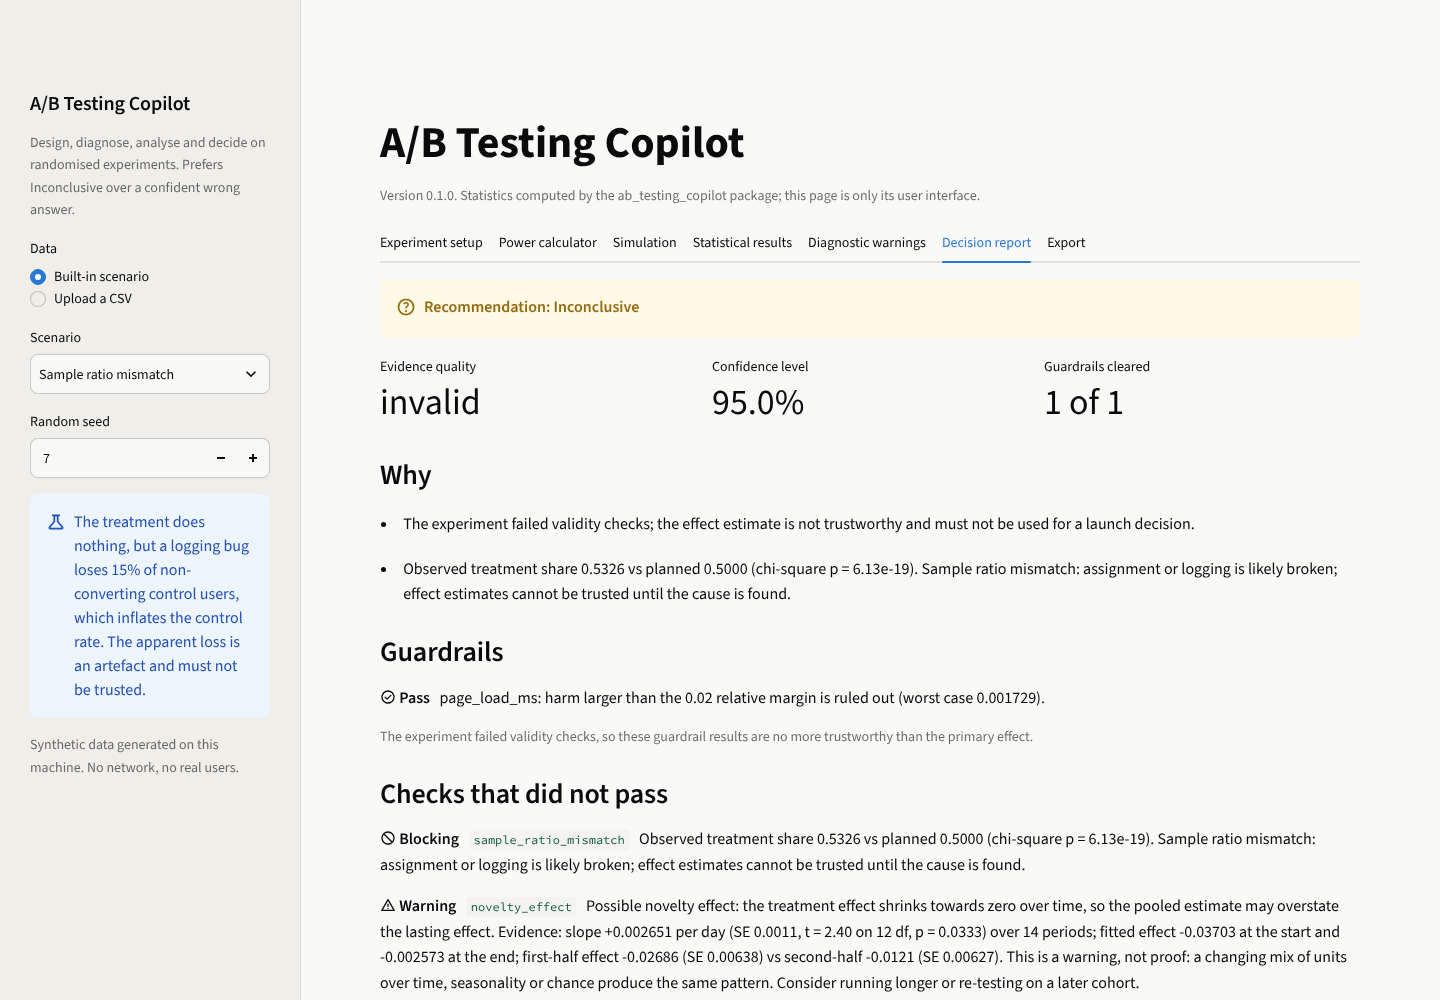 A/B Testing Copilot
Design, diagnose, analyse and decide on
randomised experiments. Prefers
Inconclusive over a confident wrong
answer.
Data
Built-in scenario
Upload a CSV
Scenario
Sample ratio mismatch
Random seed
7
The treatment does
nothing, but a logging bug
loses 15% of non-
converting control users,
which inflates the control
rate. The apparent loss is
an artefact and must not
be trusted.
Synthetic data generated on this
machine. No network, no real users.
A/B Testing Copilot
Version 0.1.0. Statistics computed by the ab_testing_copilot package; this page is only its user interface.
Experiment setup Power calculator Simulation Statistical results Diagnostic warnings Decision report Export
Recommendation: Inconclusive
Evidence quality Confidence level Guardrails cleared
invalid 95.0% 1 of 1
Why
• The experiment failed validity checks; the effect estimate is not trustworthy and must not be used for a launch decision.
• Observed treatment share 0.5326 vs planned 0.5000 (chi-square p = 6.13e-19). Sample ratio mismatch: assignment or logging is likely broken;
effect estimates cannot be trusted until the cause is found.
Guardrails
Pass page_load_ms: harm larger than the 0.02 relative margin is ruled out (worst case 0.001729).
The experiment failed validity checks, so these guardrail results are no more trustworthy than the primary effect.
Checks that did not pass
Blocking sample_ratio_mismatch Observed treatment share 0.5326 vs planned 0.5000 (chi-square p = 6.13e-19). Sample ratio mismatch:
assignment or logging is likely broken; effect estimates cannot be trusted until the cause is found.
Warning novelty_effect Possible novelty effect: the treatment effect shrinks towards zero over time, so the pooled estimate may overstate
the lasting effect. Evidence: slope +0.002651 per day (SE 0.0011, t = 2.40 on 12 df, p = 0.0333) over 14 periods; fitted effect -0.03703 at the start and
-0.002573 at the end; first-half effect -0.02686 (SE 0.00638) vs second-half -0.0121 (SE 0.00627). This is a warning, not proof: a changing mix of units
over time, seasonality or chance produce the same pattern. Consider running longer or re-testing on a later cohort.